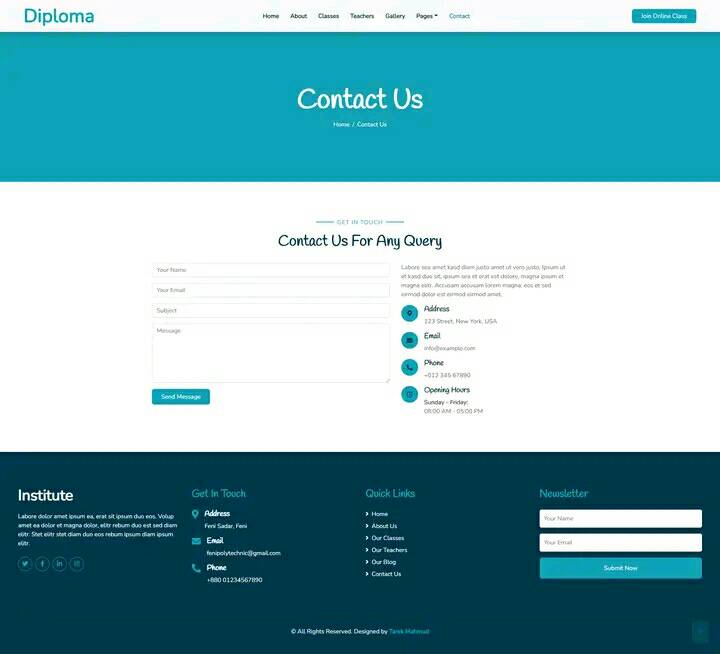 Diploma
Home About Classes Teachers Gallery Pages Contact
Join Online Class
Contact Us
Home / Contact Us
GET IN TOUCH
Contact Us For Any Query
Your Name
Your Email
Subject
Message
Send Message
Labore sea amet kasd diam justo amet ut vero justo. Ipsum ut
et kasd duo sit, ipsum sea et erat est dolore, magna ipsum et
magna elitr. Accusam accusam lorem magna, eos et sed
eirmod dolor est eirmod eirmod amet.
Address
123 Street, New York, USA
Email
info@example.com
Phone
+012 345 67890
Opening Hours
Sunday - Friday:
08:00 AM - 05:00 PM
Institute
Labore dolor amet ipsum ea, erat sit ipsum duo eos. Volup
amet ea dolor et magna dolor, elitr rebum duo est sed diam
elitr. Stet elitr stet diam duo eos rebum ipsum diam ipsum
elitr.
Get In Touch
Address
Feni Sadar, Feni
Email
fenipolytechnic@gmail.com
Phone
+880 01234567890
Quick Links
Home
About Us
Our Classes
Our Teachers
Our Blog
Contact Us
Newsletter
Your Name
Your Email
Submit Now
© All Rights Reserved. Designed by Tarek Mahmud